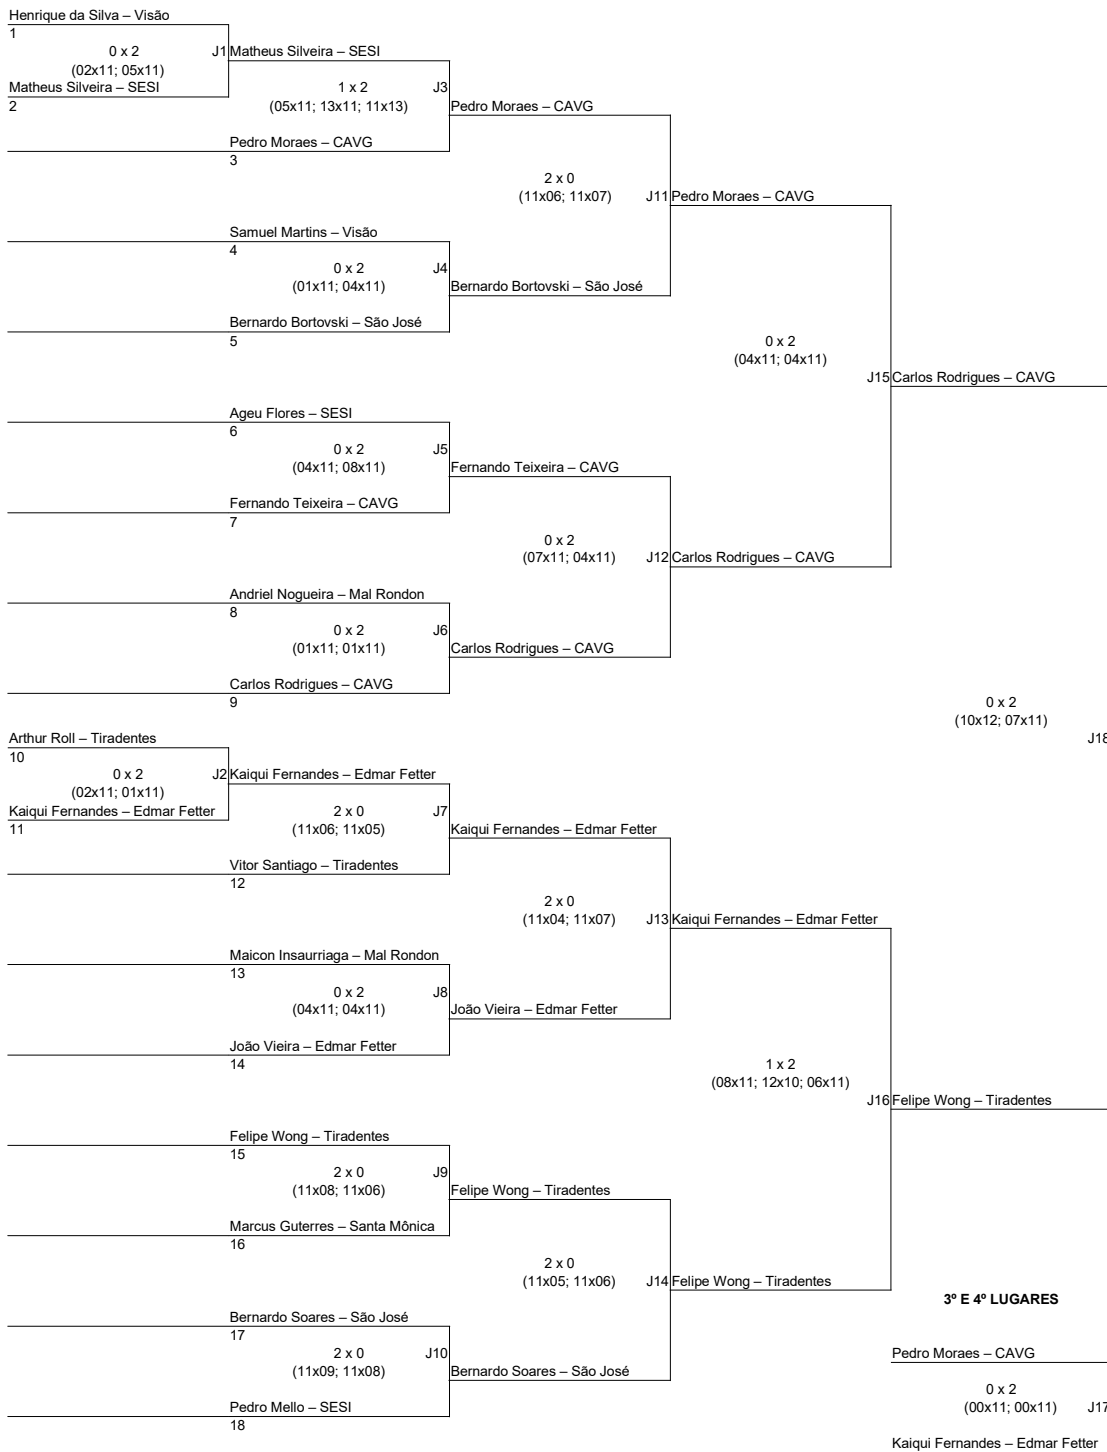 Henrique da Silva – Visão
1
0 x 2
(02x11; 05x11)
J1
Matheus Silveira – SESI
2
Matheus Silveira – SESI
1 x 2
(05x11; 13x11; 11x13)
J3
Pedro Moraes – CAVG
3
Pedro Moraes – CAVG
2 x 0
(11x06; 11x07)
J11
Pedro Moraes – CAVG
Samuel Martins – Visão
4
0 x 2
(01x11; 04x11)
J4
Bernardo Bortovski – São José
Bernardo Bortovski – São José
5
0 x 2
(04x11; 04x11)
J15
Carlos Rodrigues – CAVG
Ageu Flores – SESI
6
0 x 2
(04x11; 08x11)
J5
Fernando Teixeira – CAVG
Fernando Teixeira – CAVG
7
0 x 2
(07x11; 04x11)
J12
Carlos Rodrigues – CAVG
Andriel Nogueira – Mal Rondon
8
0 x 2
(01x11; 01x11)
J6
Carlos Rodrigues – CAVG
Carlos Rodrigues – CAVG
9
0 x 2
(10x12; 07x11)
J18
Arthur Roll – Tiradentes
10
0 x 2
(02x11; 01x11)
J2
Kaiqui Fernandes – Edmar Fetter
11
Kaiqui Fernandes – Edmar Fetter
2 x 0
(11x06; 11x05)
J7
Kaiqui Fernandes – Edmar Fetter
Vitor Santiago – Tiradentes
12
2 x 0
(11x04; 11x07)
J13
Kaiqui Fernandes – Edmar Fetter
Maicon Insaurriaga – Mal Rondon
13
0 x 2
(04x11; 04x11)
J8
João Vieira – Edmar Fetter
João Vieira – Edmar Fetter
14
1 x 2
(08x11; 12x10; 06x11)
J16
Felipe Wong – Tiradentes
Felipe Wong – Tiradentes
15
2 x 0
(11x08; 11x06)
J9
Felipe Wong – Tiradentes
Marcus Guterres – Santa Mônica
16
2 x 0
(11x05; 11x06)
J14
Felipe Wong – Tiradentes
Bernardo Soares – São José
17
2 x 0
(11x09; 11x08)
J10
Bernardo Soares – São José
Pedro Mello – SESI
18
3º E 4º LUGARES
Pedro Moraes – CAVG
0 x 2
(00x11; 00x11)
J17
Kaiqui Fernandes – Edmar Fetter